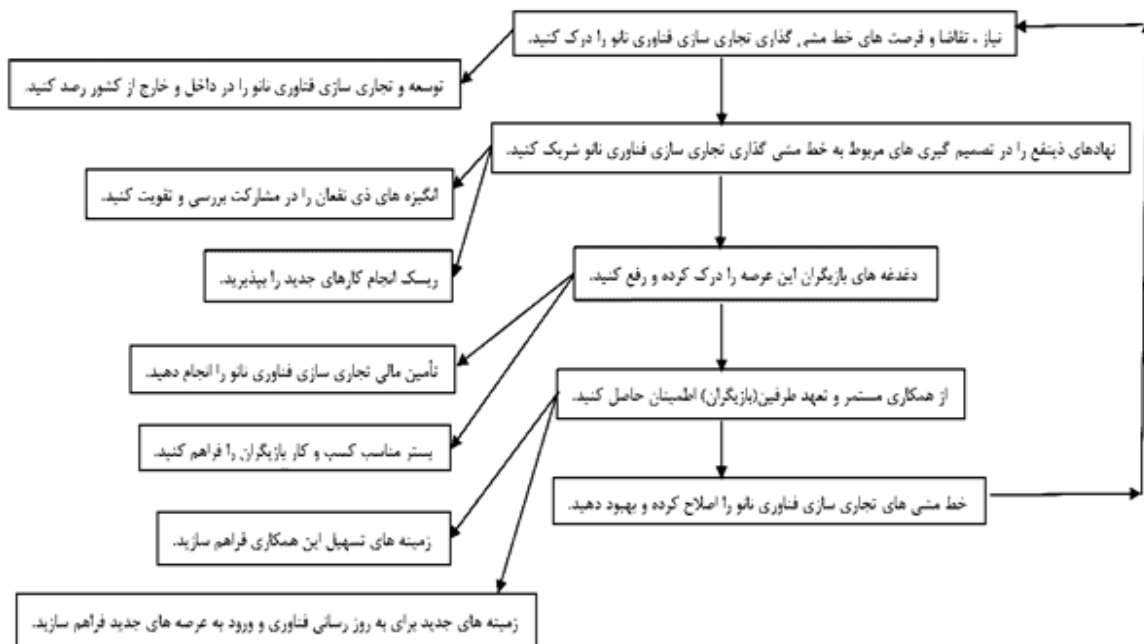 نیاز ، تقاضا و فرصت های خط مشی گذاری تجاری سازی فناوری نانو را درک کنید.
توسعه و تجاری سازی فناوری نانو را در داخل و خارج از کشور رصد کنید.
نهادهای ذینفع را در تصمیم گیری های مربوط به خط مشی گذاری تجاری سازی فناوری نانو شریک کنید.
انگیزه های ذی نفعان را در مشارکت بررسی و تقویت کنید.
ریسک انجام کارهای جدید را بپذیرید.
دغدغه های بازیگران این عرصه را درک کرده و رفع کنید.
تأمین مالی تجاری سازی فناوری نانو را انجام دهید.
بستر مناسب کسب و کار بازیگران را فراهم کنید.
از همکاری مستمر و تعهد طرفین(بازیگران) اطمینان حاصل کنید.
زمینه های تسهیل این همکاری فراهم سازید.
زمینه های جدید برای به روز رسانی فناوری و ورود به عرصه های جدید فراهم سازید.
خط مشی های تجاری سازی فناوری نانو را اصلاح کرده و بهبود دهید.